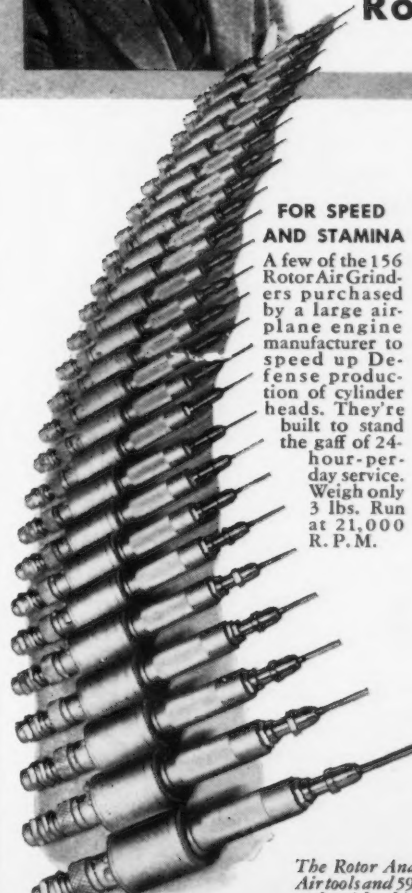 Ro
FOR SPEED
AND STAMINA
A few of the 156
Rotor Air Grind-
ers purchased
by a large air-
plane engine
manufacturer to
speed up De-
fense produc-
tion of cylinder
heads. They're
built to stand
the gaff of 24-
hour-per-
day service.
Weigh only
3 lbs. Run
at 21,000
R. P. M.
The Rotor And
Air tools and 59